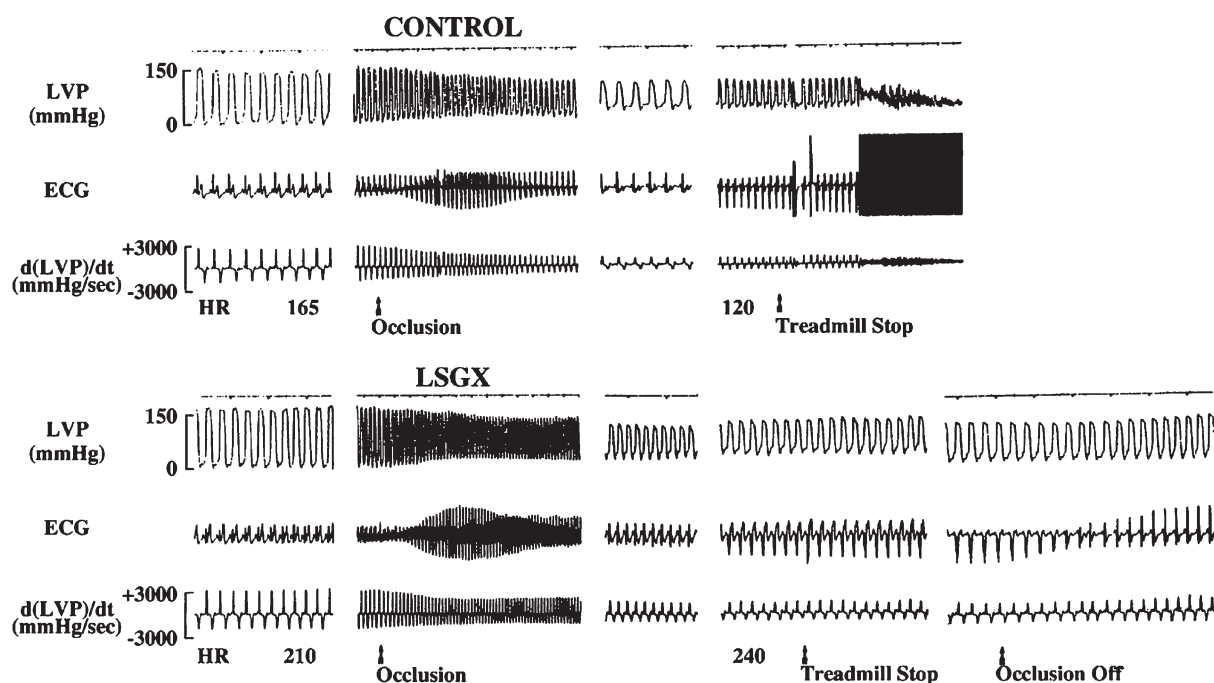 CONTROL
LVP
(mmHg)
150
0
ECG
d(LVP)/dt
(mmHg/sec)
+3000
-3000
HR 165 120
Occlusion
Treadmill Stop
LSGX
LVP
(mmHg)
150
0
ECG
d(LVP)/dt
(mmHg/sec)
+3000
-3000
HR 210 240
Occlusion
Treadmill Stop
Occlusion Off